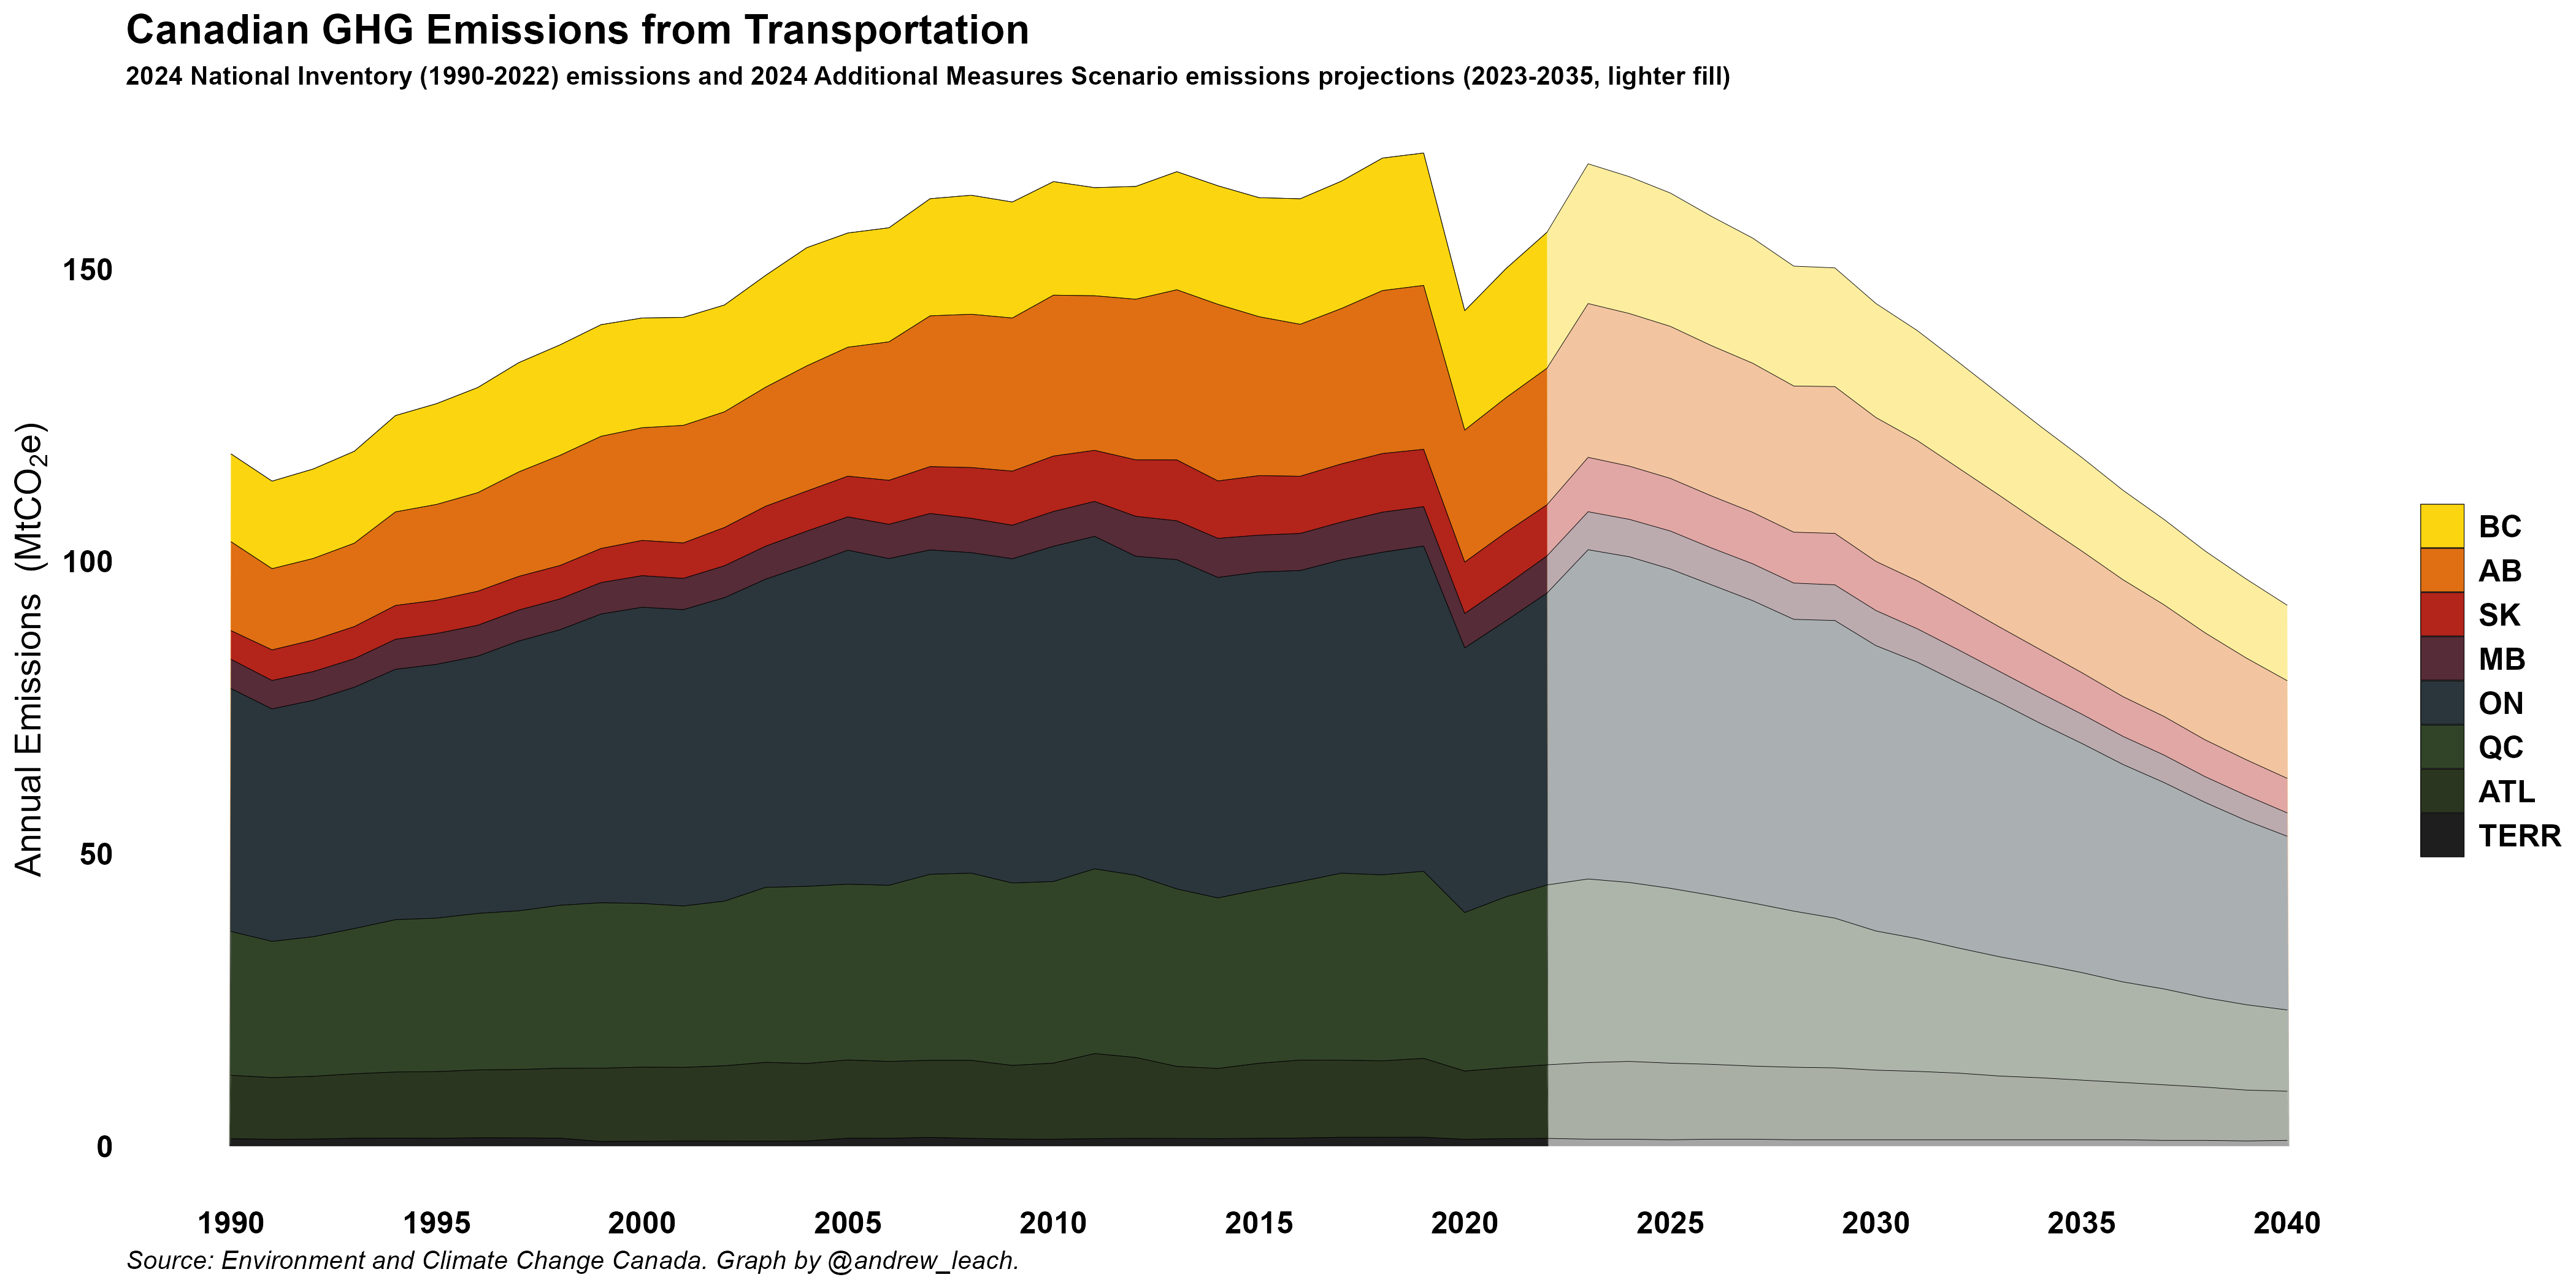 Canadian GHG Emissions from Transportation
2024 National Inventory (1990-2022) emissions and 2024 Additional Measures Scenario emissions projections (2023-2035, lighter fill)
Annual Emissions (MtCO₂e)
150
100
50
0
1990 1995 2000 2005 2010 2015 2020 2025 2030 2035 2040
BC
AB
SK
MB
ON
QC
ATL
TERR
Source: Environment and Climate Change Canada. Graph by @andrew_leach.